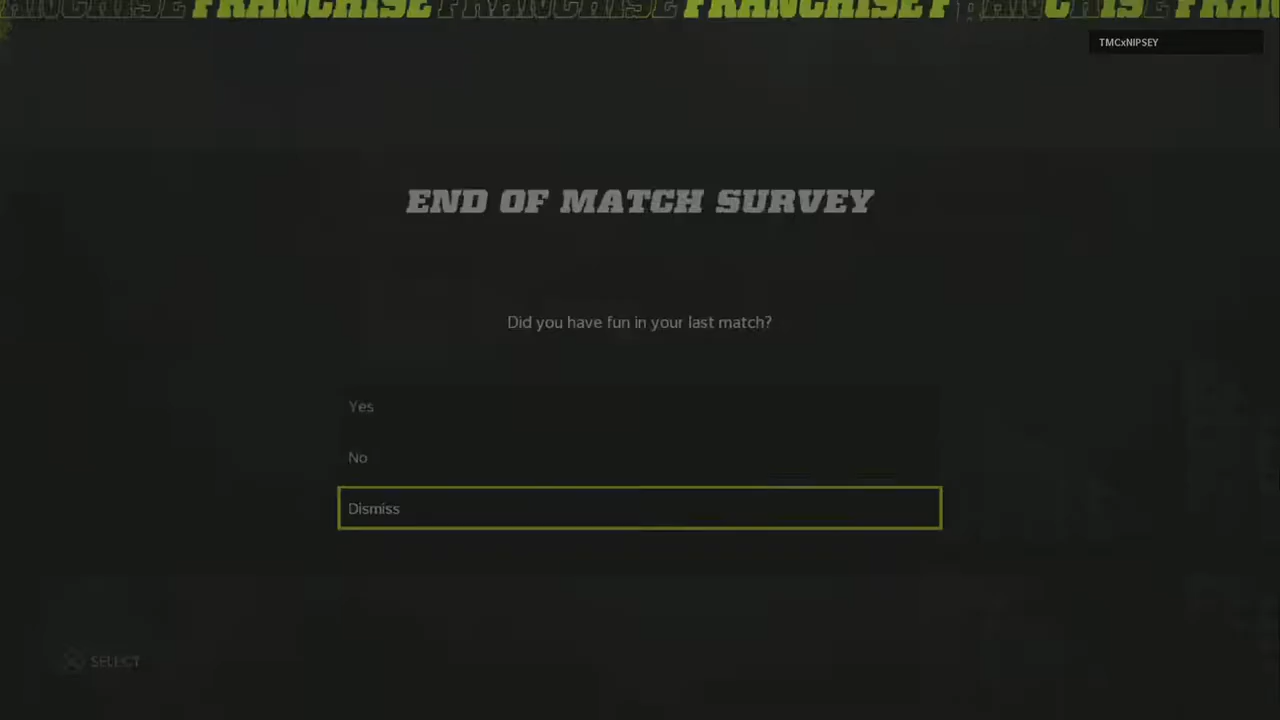 FRANCHISE FRANCHISE FRANCHISE FRANCHISE
TMCxNIPSEY
END OF MATCH SURVEY
Did you have fun in your last match?
Yes
No
Dismiss
SELECT